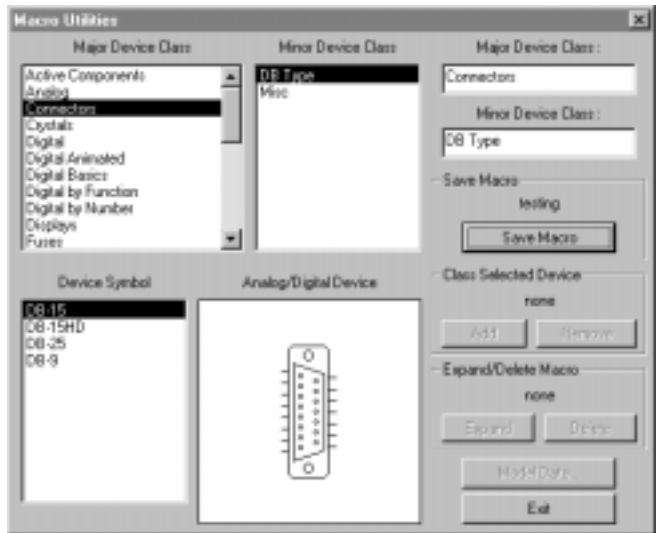 Macro Utilities
Major Device Class
Active Components
Analog
Connectors
Crystals
Digital
Digital Animated
Digital Basics
Digital by Function
Digital by Number
Displays
Fuses
Minor Device Class
DB Type
Misc
Major Device Class :
Connectors
Minor Device Class :
DB Type
Save Macro
testing
Save Macro
Device Symbol
DB-15
DB-15HD
DB-25
DB-9
Analog/Digital Device
Class Selected Device
none
Add
Remove
Expand/Delete Macro
none
Expand
Delete
Model Data...
Exit